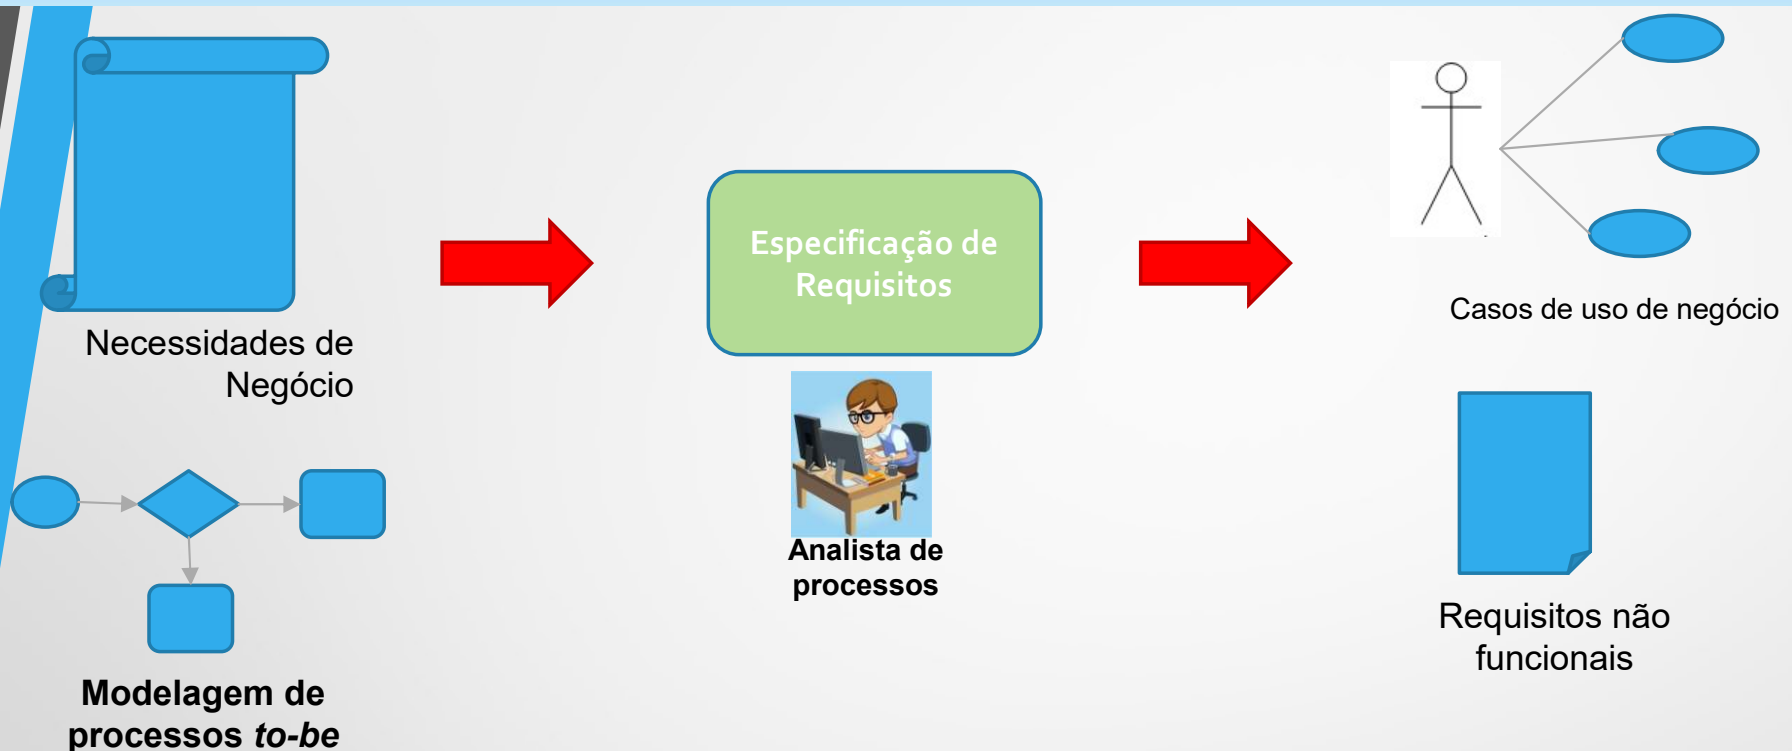 Necessidades de
Negócio
Modelagem de
processos to-be
Especificação de
Requisitos
Analista de
processos
Casos de uso de negócio
Requisitos não
funcionais